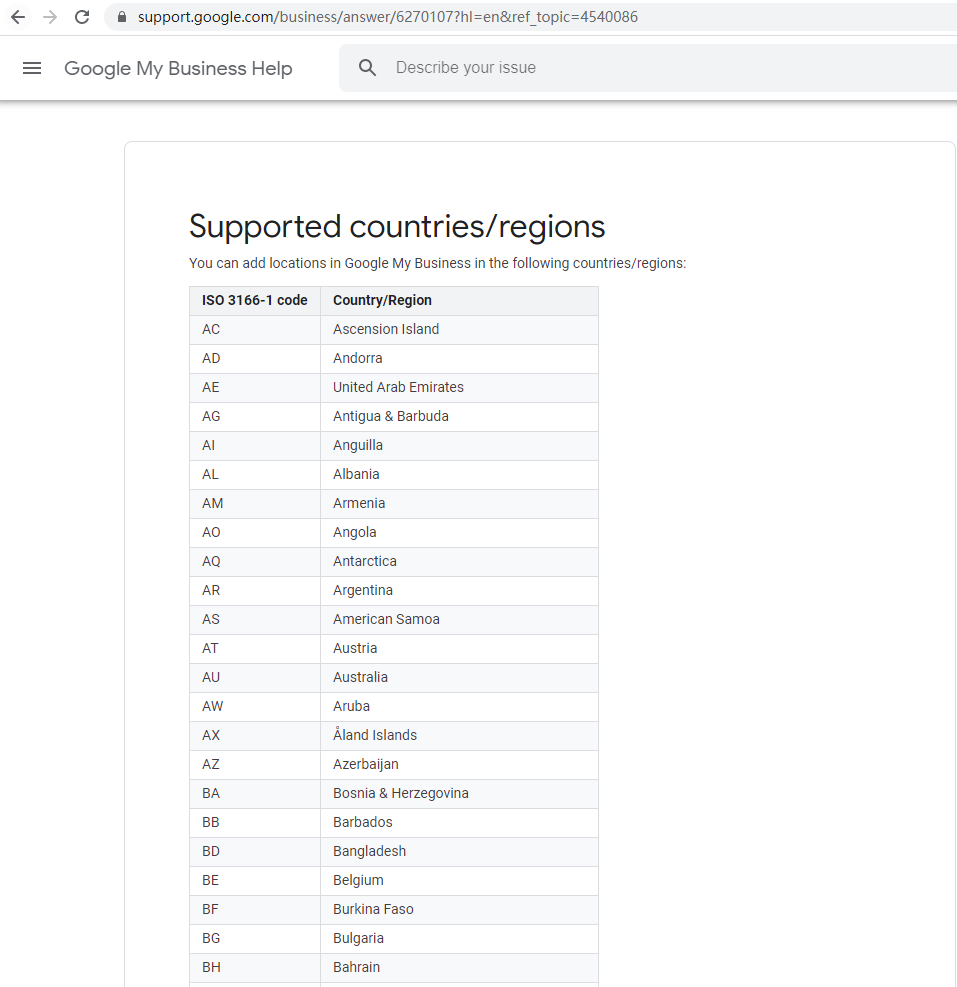 support.google.com/business/answer/6270107?hl=en&ref_topic=4540086
Google My Business Help
Describe your issue
Supported countries/regions
You can add locations in Google My Business in the following countries/regions:
ISO 3166-1 code Country/Region
AC Ascension Island
AD Andorra
AE United Arab Emirates
AG Antigua & Barbuda
AI Anguilla
AL Albania
AM Armenia
AO Angola
AQ Antarctica
AR Argentina
AS American Samoa
AT Austria
AU Australia
AW Aruba
AX Åland Islands
AZ Azerbaijan
BA Bosnia & Herzegovina
BB Barbados
BD Bangladesh
BE Belgium
BF Burkina Faso
BG Bulgaria
BH Bahrain